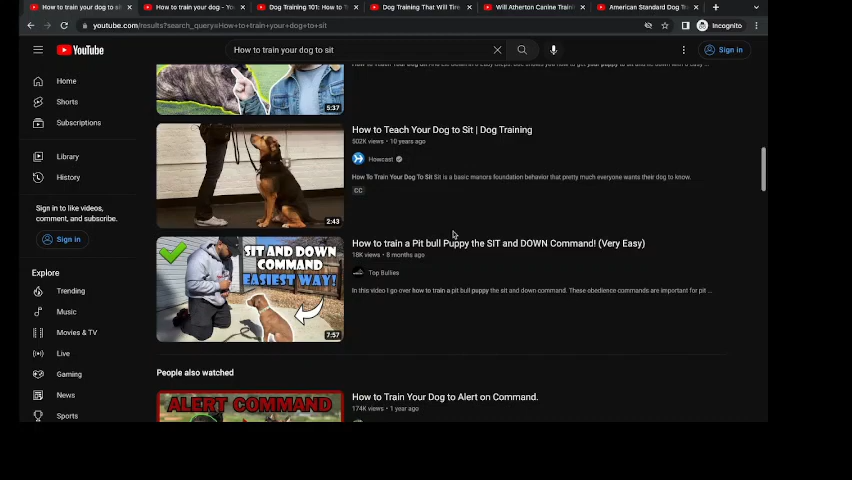 How to train your dog to si
How to train your dog - Yo
Dog Training 101: How to T
Dog Training That Will Tire
Will Atherton Canine Traini
American Standard Dog Tra
youtube.com/results?search_query=How+to+train+your+dog+to+sit
Incognito
YouTube
How to train your dog to sit
Sign in
Home
Shorts
Subscriptions
Library
History
Sign in to like videos,
comment, and subscribe.
Sign in
Explore
Trending
Music
Movies & TV
Live
Gaming
News
Sports
5:37
How to Teach Your Dog to Sit | Dog Training
502K views • 10 years ago
Howcast
How To Train Your Dog To Sit Sit is a basic manors foundation behavior that pretty much everyone wants their dog to know.
CC
2:43
How to train a Pit bull Puppy the SIT and DOWN Command! (Very Easy)
18K views • 8 months ago
Top Bullies
In this video I go over how to train a pit bull puppy the sit and down command. These obedience commands are important for pit ...
SIT AND DOWN
COMMAND
EASIEST WAY!
7:57
People also watched
ALERT COMMAND
How to Train Your Dog to Alert on Command.
174K views • 1 year ago